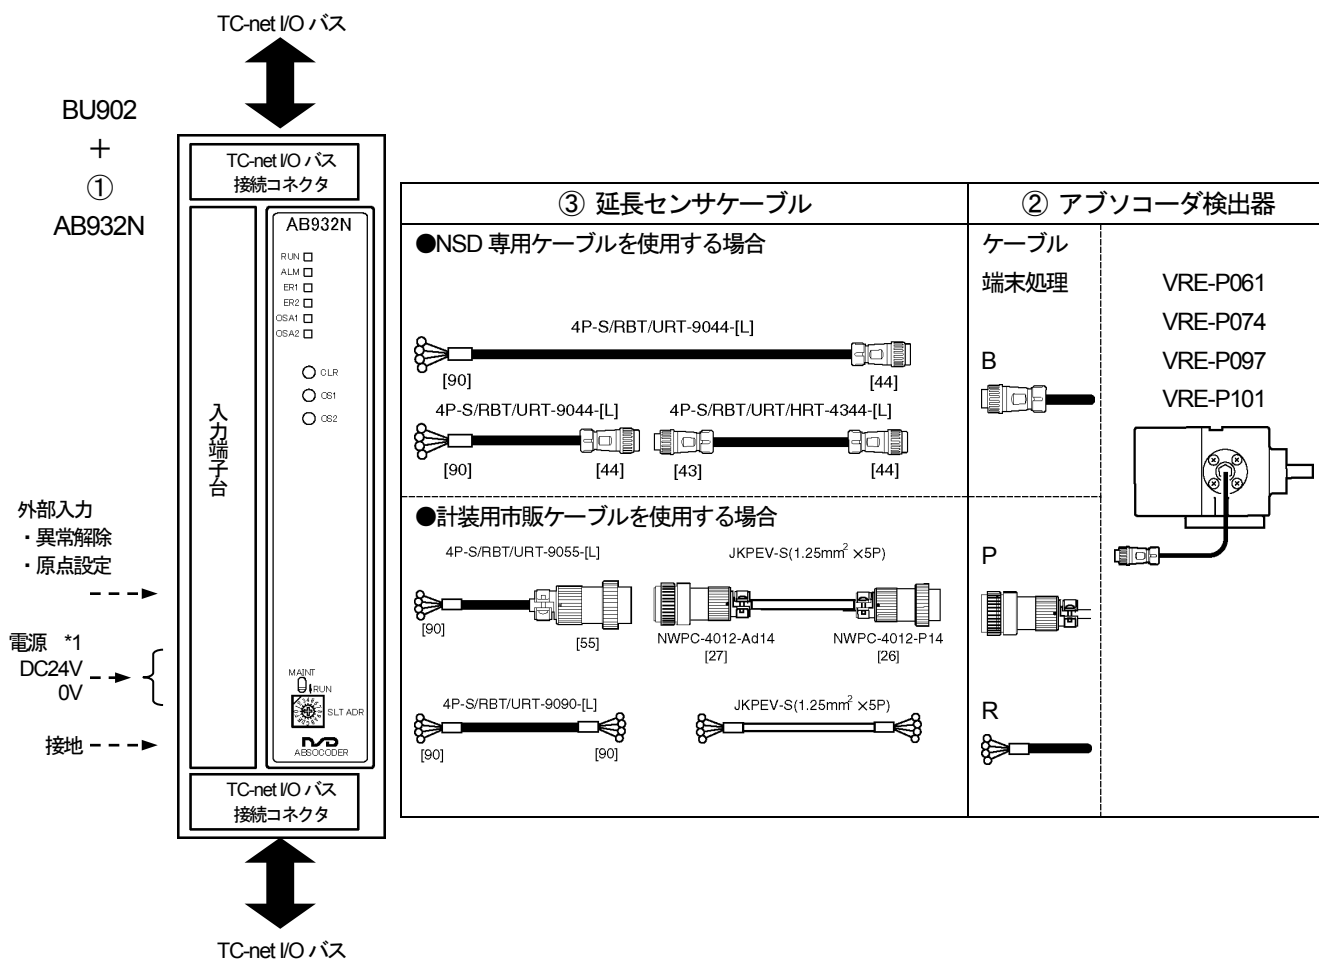 TC-net I/O バス
BU902
＋
①
AB932N
TC-net I/O バス
接続コネクタ
入力端子台
AB932N
RUN
ALM
ER1
ER2
OSA1
OSA2
CLR
OS1
OS2
MAINT
RUN
SLT ADR
NSD
ABSOCODER
外部入力
・異常解除
・原点設定
電源 *1
DC24V
0V
接地
TC-net I/O バス
接続コネクタ
TC-net I/O バス
③ 延長センサケーブル
② アブソコーダ検出器
●NSD 専用ケーブルを使用する場合
4P-S/RBT/URT-9044-[L]
[90]
[44]
4P-S/RBT/URT-9044-[L]
4P-S/RBT/URT/HRT-4344-[L]
[90]
[44]
[43]
[44]
●計装用市販ケーブルを使用する場合
4P-S/RBT/URT-9055-[L]
JKPEV-S(1.25mm² ×5P)
[90]
[55]
NWPC-4012-Ad14
[27]
NWPC-4012-P14
[26]
4P-S/RBT/URT-9090-[L]
JKPEV-S(1.25mm² ×5P)
[90]
[90]
ケーブル
端末処理
B
P
R
VRE-P061
VRE-P074
VRE-P097
VRE-P101